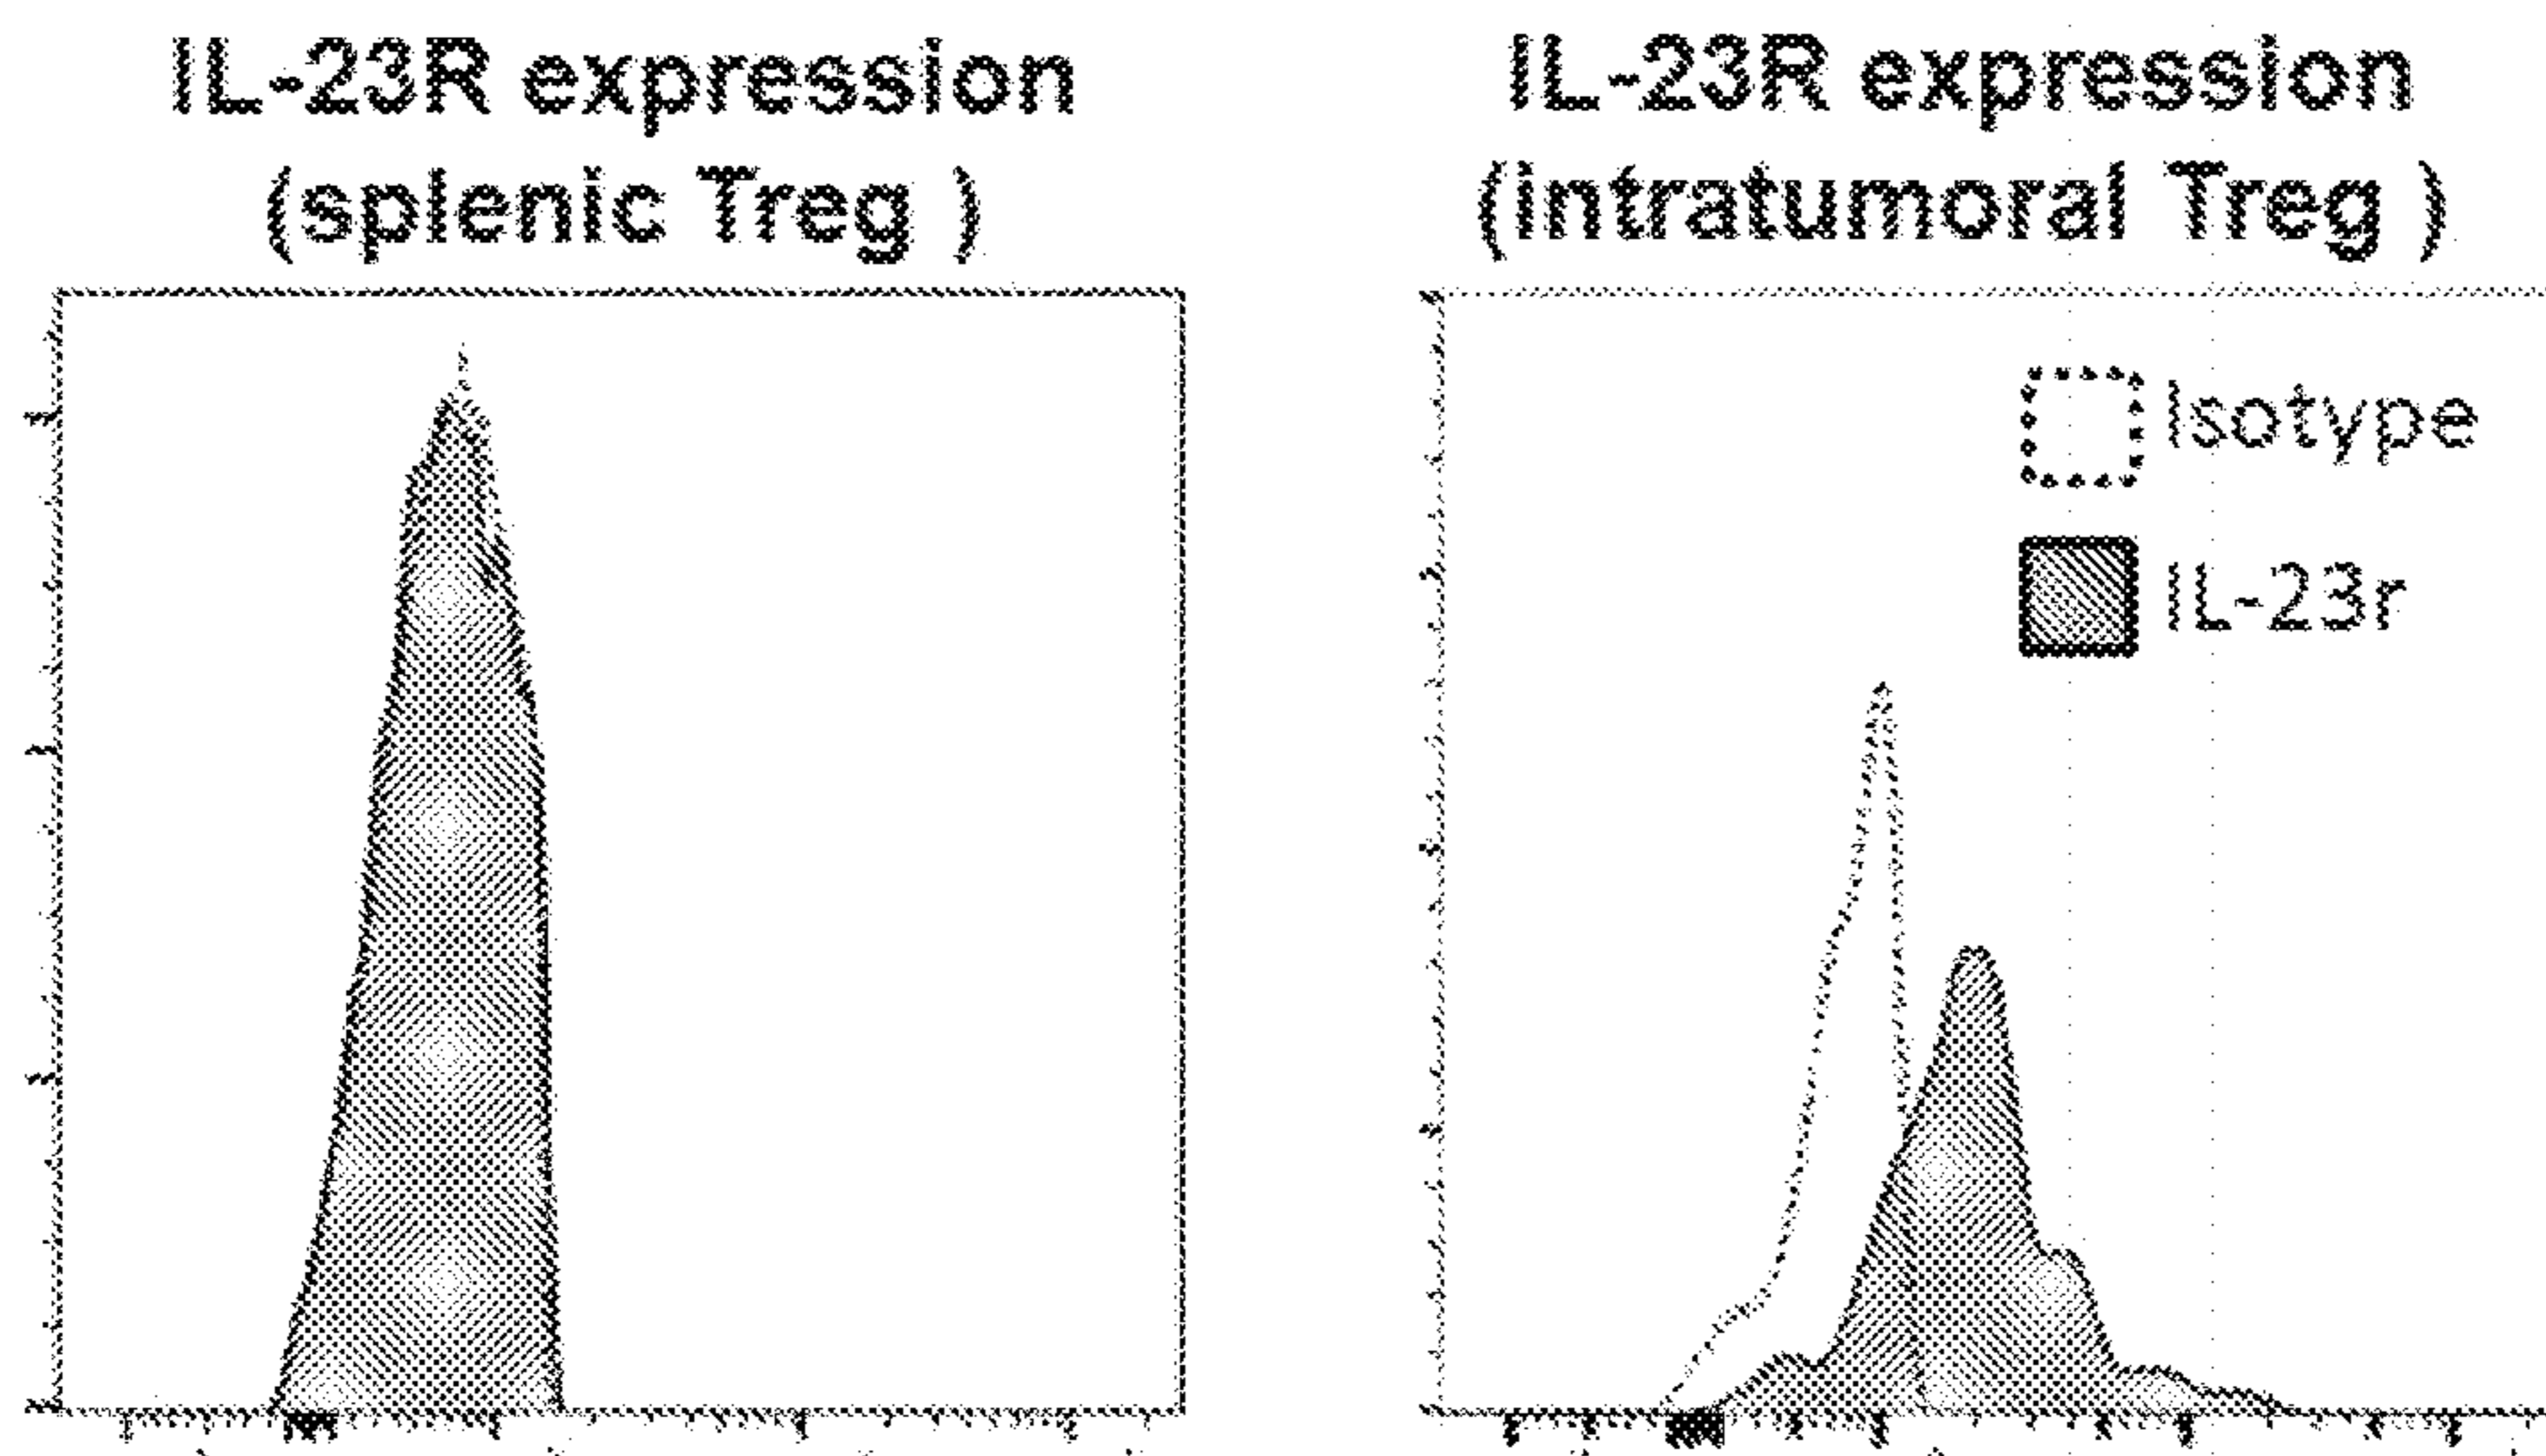 IL-23R expression
(splenic Treg )
IL-23R expression
(intratumoral Treg )
Isotype
IL-23r